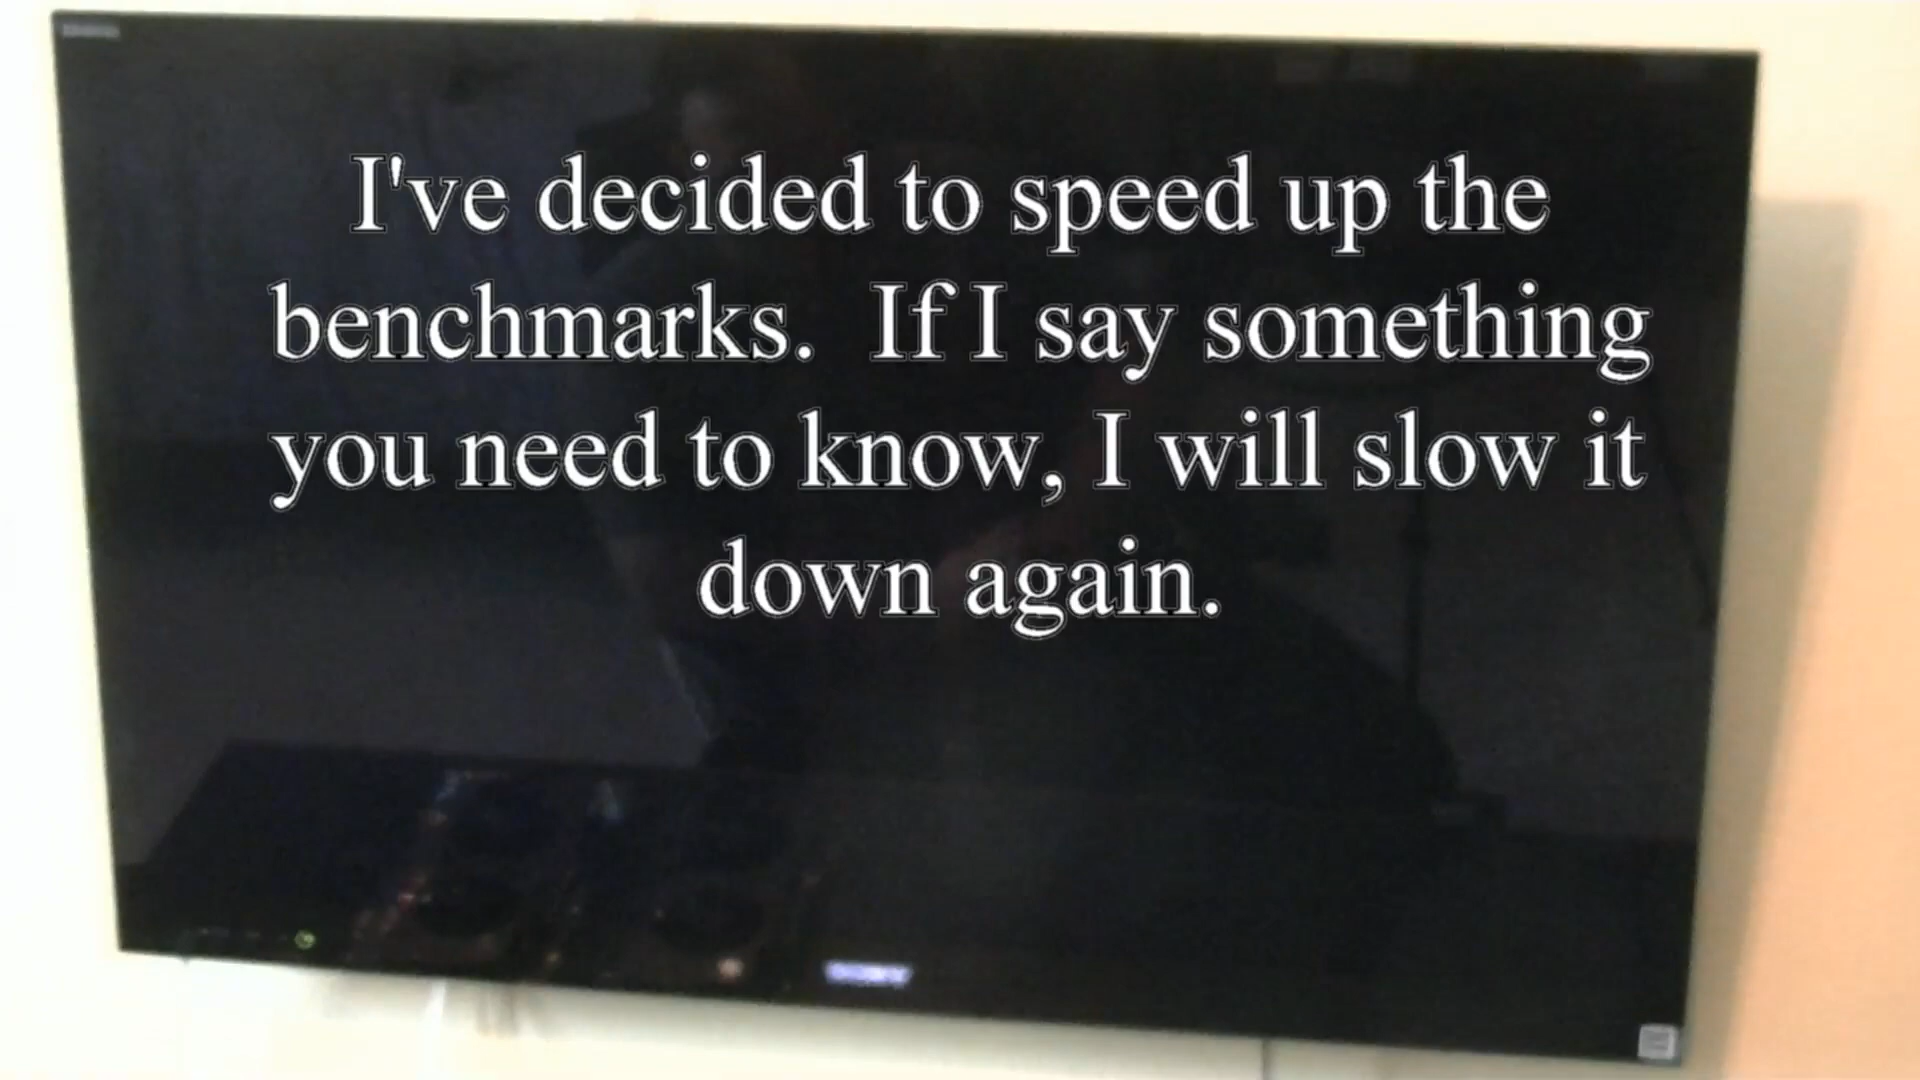 I've decided to speed up the
benchmarks.  If I say something
you need to know, I will slow it
down again.
SONY